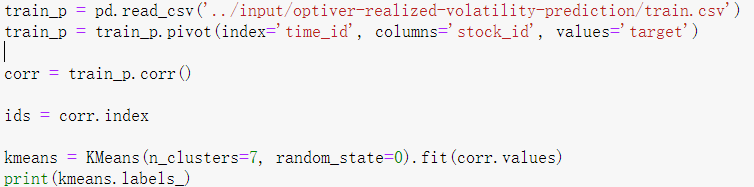 train_p = pd.read_csv('../input/optiver-realized-volatility-prediction/train.csv')
train_p = train_p.pivot(index='time_id', columns='stock_id', values='target')
corr = train_p.corr()
ids = corr.index
kmeans = KMeans(n_clusters=7, random_state=0).fit(corr.values)
print(kmeans.labels_)